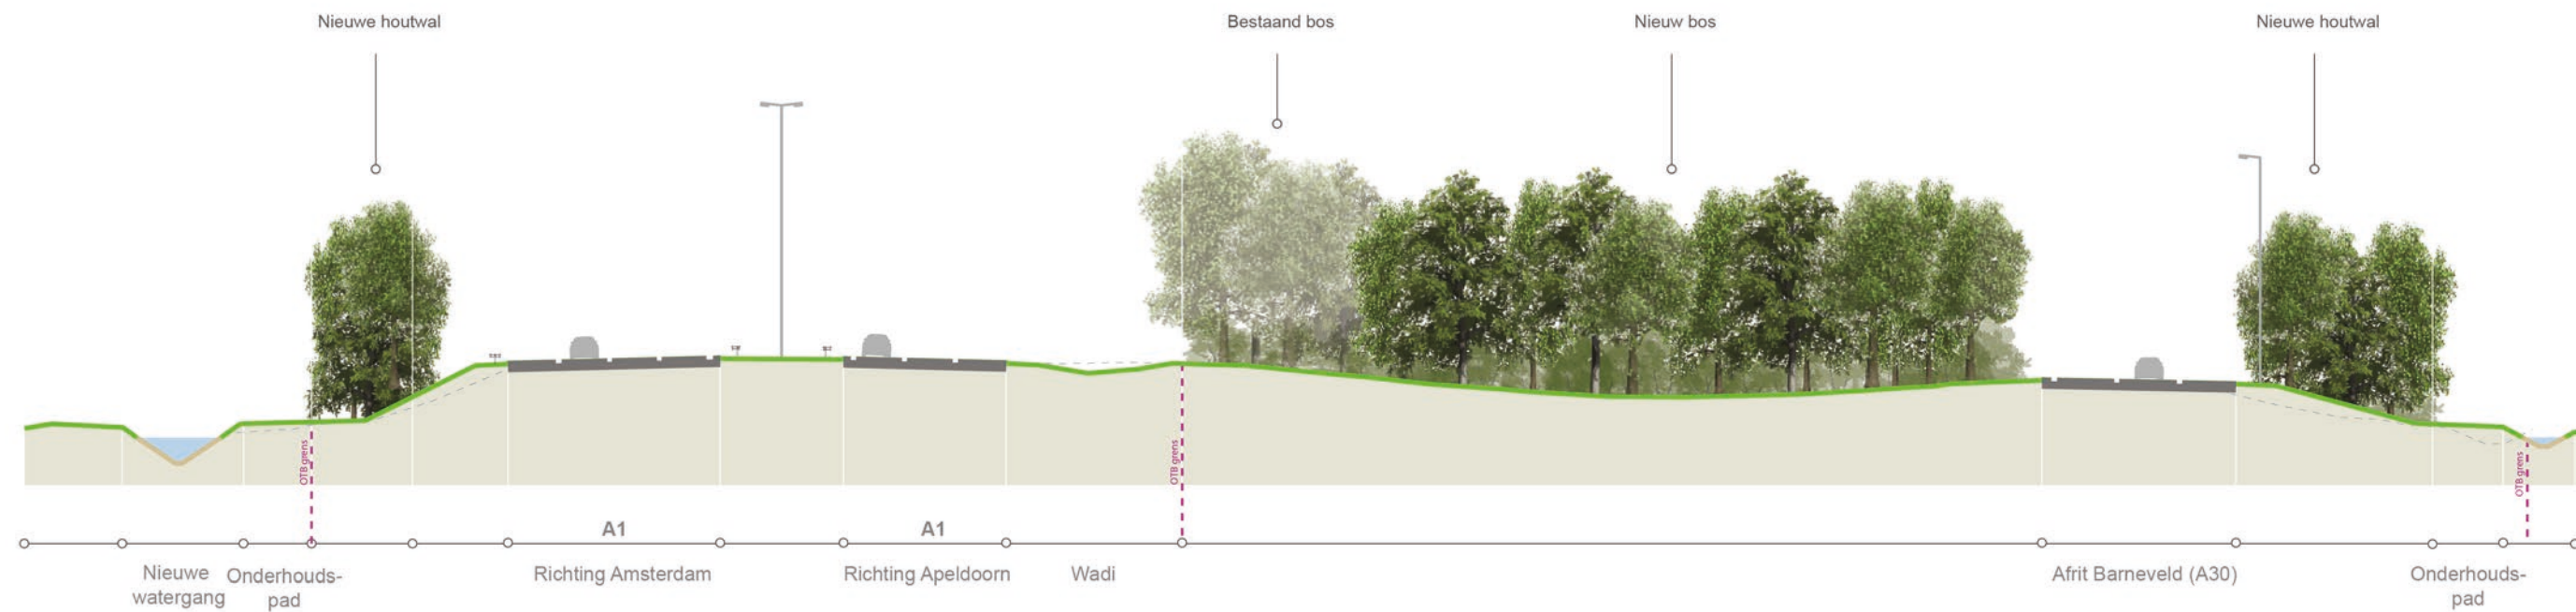 Nieuwe houtwal
Bestaand bos
Nieuw bos
Nieuwe houtwal
OTB grens
OTB grens
OTB grens
A1
A1
Nieuwe
watergang
Onderhouds-
pad
Richting Amsterdam
Richting Apeldoorn
Wadi
Afrit Barneveld (A30)
Onderhouds-
pad